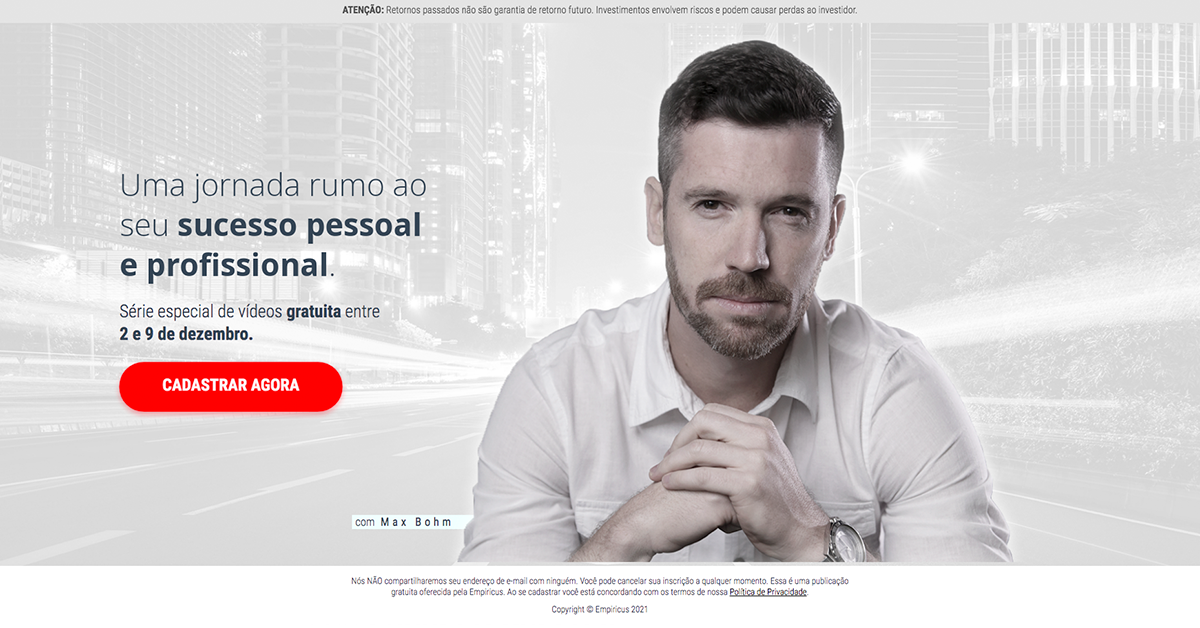 ATENÇÃO: Retornos passados não são garantia de retorno futuro. Investimentos envolvem riscos e podem causar perdas ao investidor.
Uma jornada rumo ao
seu sucesso pessoal
e profissional.
Série especial de vídeos gratuita entre
2 e 9 de dezembro.
CADASTRAR AGORA
com Max Bohm
Nós NÃO compartilharemos seu endereço de e-mail com ninguém. Você pode cancelar sua inscrição a qualquer momento. Essa é uma publicação
gratuita oferecida pela Empiricus. Ao se cadastrar você está concordando com os termos de nossa Política de Privacidade.
Copyright © Empiricus 2021